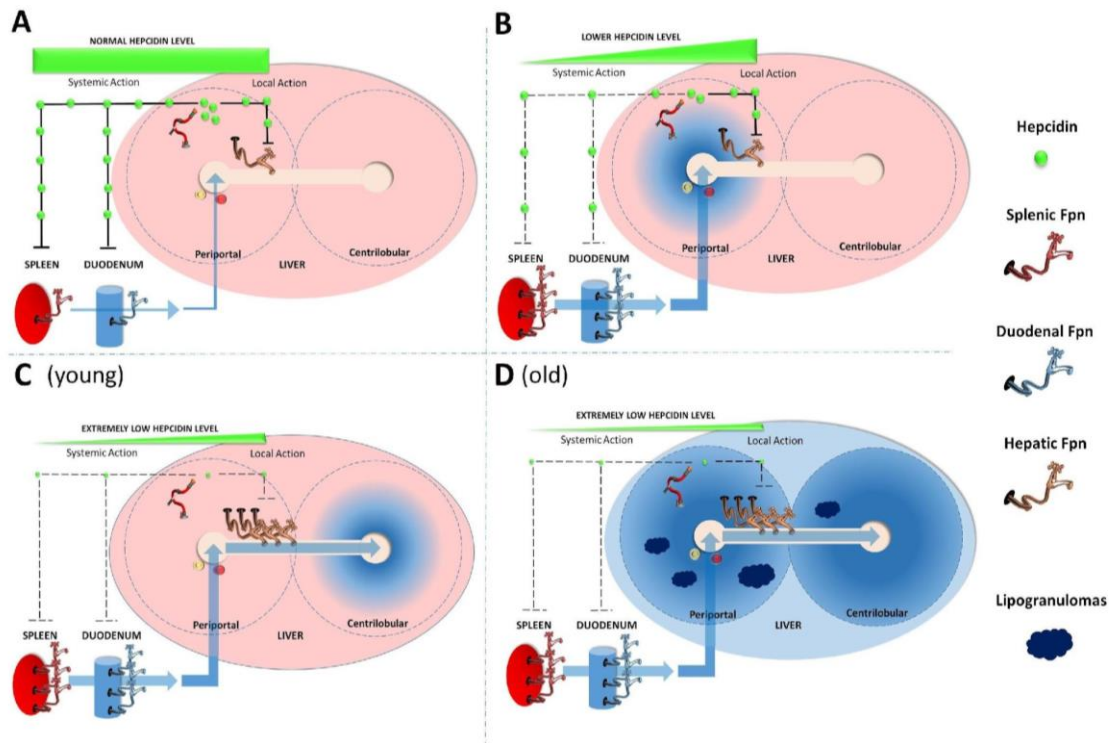 A
NORMAL HEPCIDIN LEVEL
Systemic Action
Local Action
Periportal
Centrilobular
SPLEEN
DUODENUM
LIVER
B
LOWER HEPCIDIN LEVEL
Systemic Action
Local Action
Periportal
Centrilobular
SPLEEN
DUODENUM
LIVER
C (young)
EXTREMELY LOW HEPCIDIN LEVEL
Systemic Action
Local Action
Periportal
Centrilobular
SPLEEN
DUODENUM
LIVER
D (old)
EXTREMELY LOW HEPCIDIN LEVEL
Systemic Action
Local Action
Periportal
Centrilobular
SPLEEN
DUODENUM
LIVER
Hepcidin
Splenic Fpn
Duodenal Fpn
Hepatic Fpn
Lipogranulomas